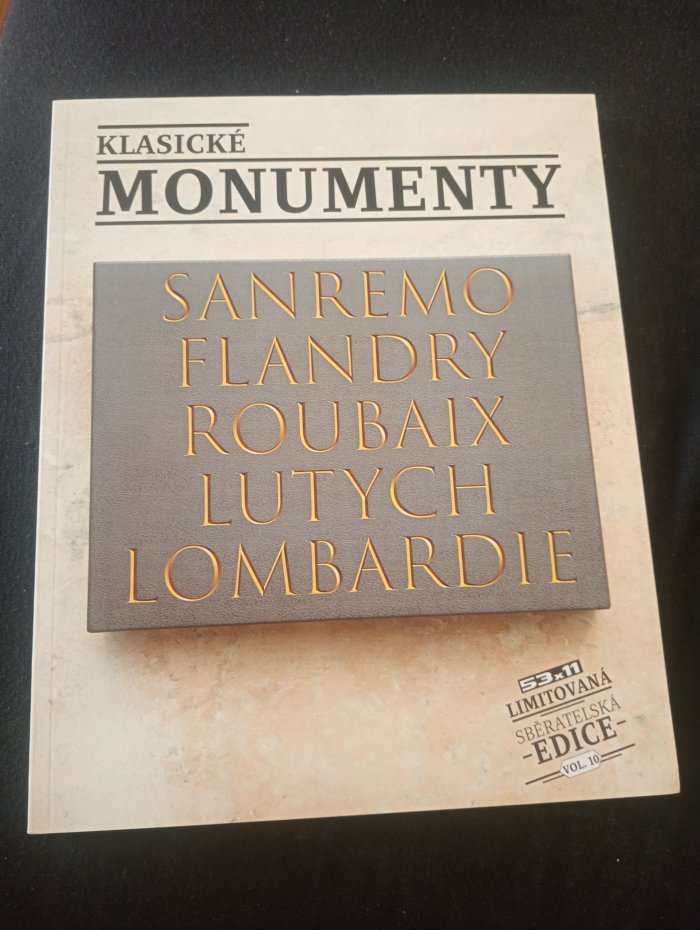 KLASICKÉ
MONUMENTY
SANREMO
FLANDRY
ROUBAIX
LUTYCH
LOMBARDIE
53x11
LIMITOVANÁ
SBĚRATELSKÁ
-EDICE-
VOL. 10